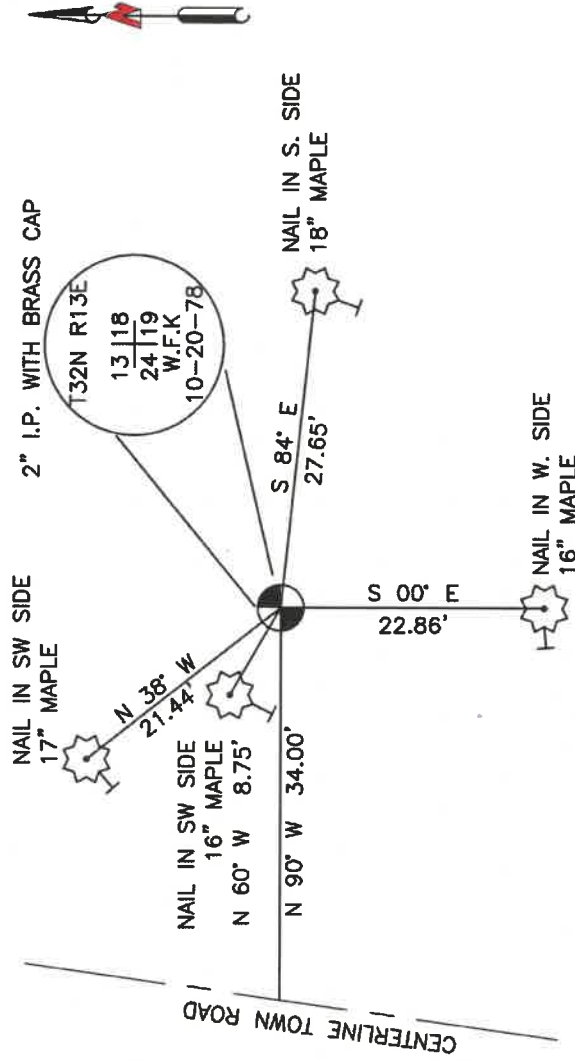 2" I.P. WITH BRASS CAP
T32N R13E
13 | 18
24 | 19
W.F.K
10-20-78
N
NAIL IN SW SIDE
17" MAPLE
N 38° W
21.44'
NAIL IN SW SIDE
16" MAPLE
N 60° W 8.75'
N 90° W 34.00'
S 84° E
27.65'
NAIL IN S. SIDE
18" MAPLE
S 00° E
22.86'
NAIL IN W. SIDE
16" MAPLE
CENTERLINE TOWN ROAD